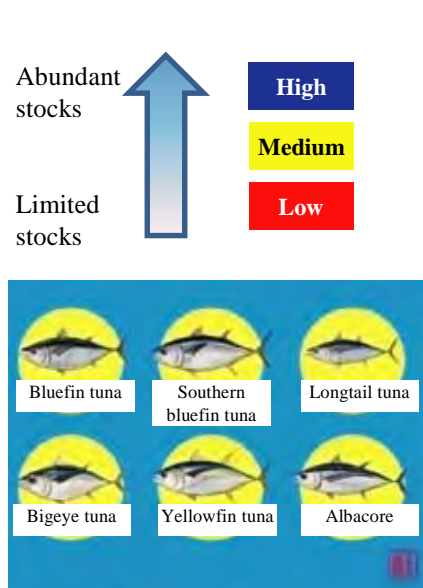 Abundant
stocks
High
Medium
Limited
stocks
Low
Bluefin tuna
Southern
bluefin tuna
Longtail tuna
Bigeye tuna
Yellowfin tuna
Albacore